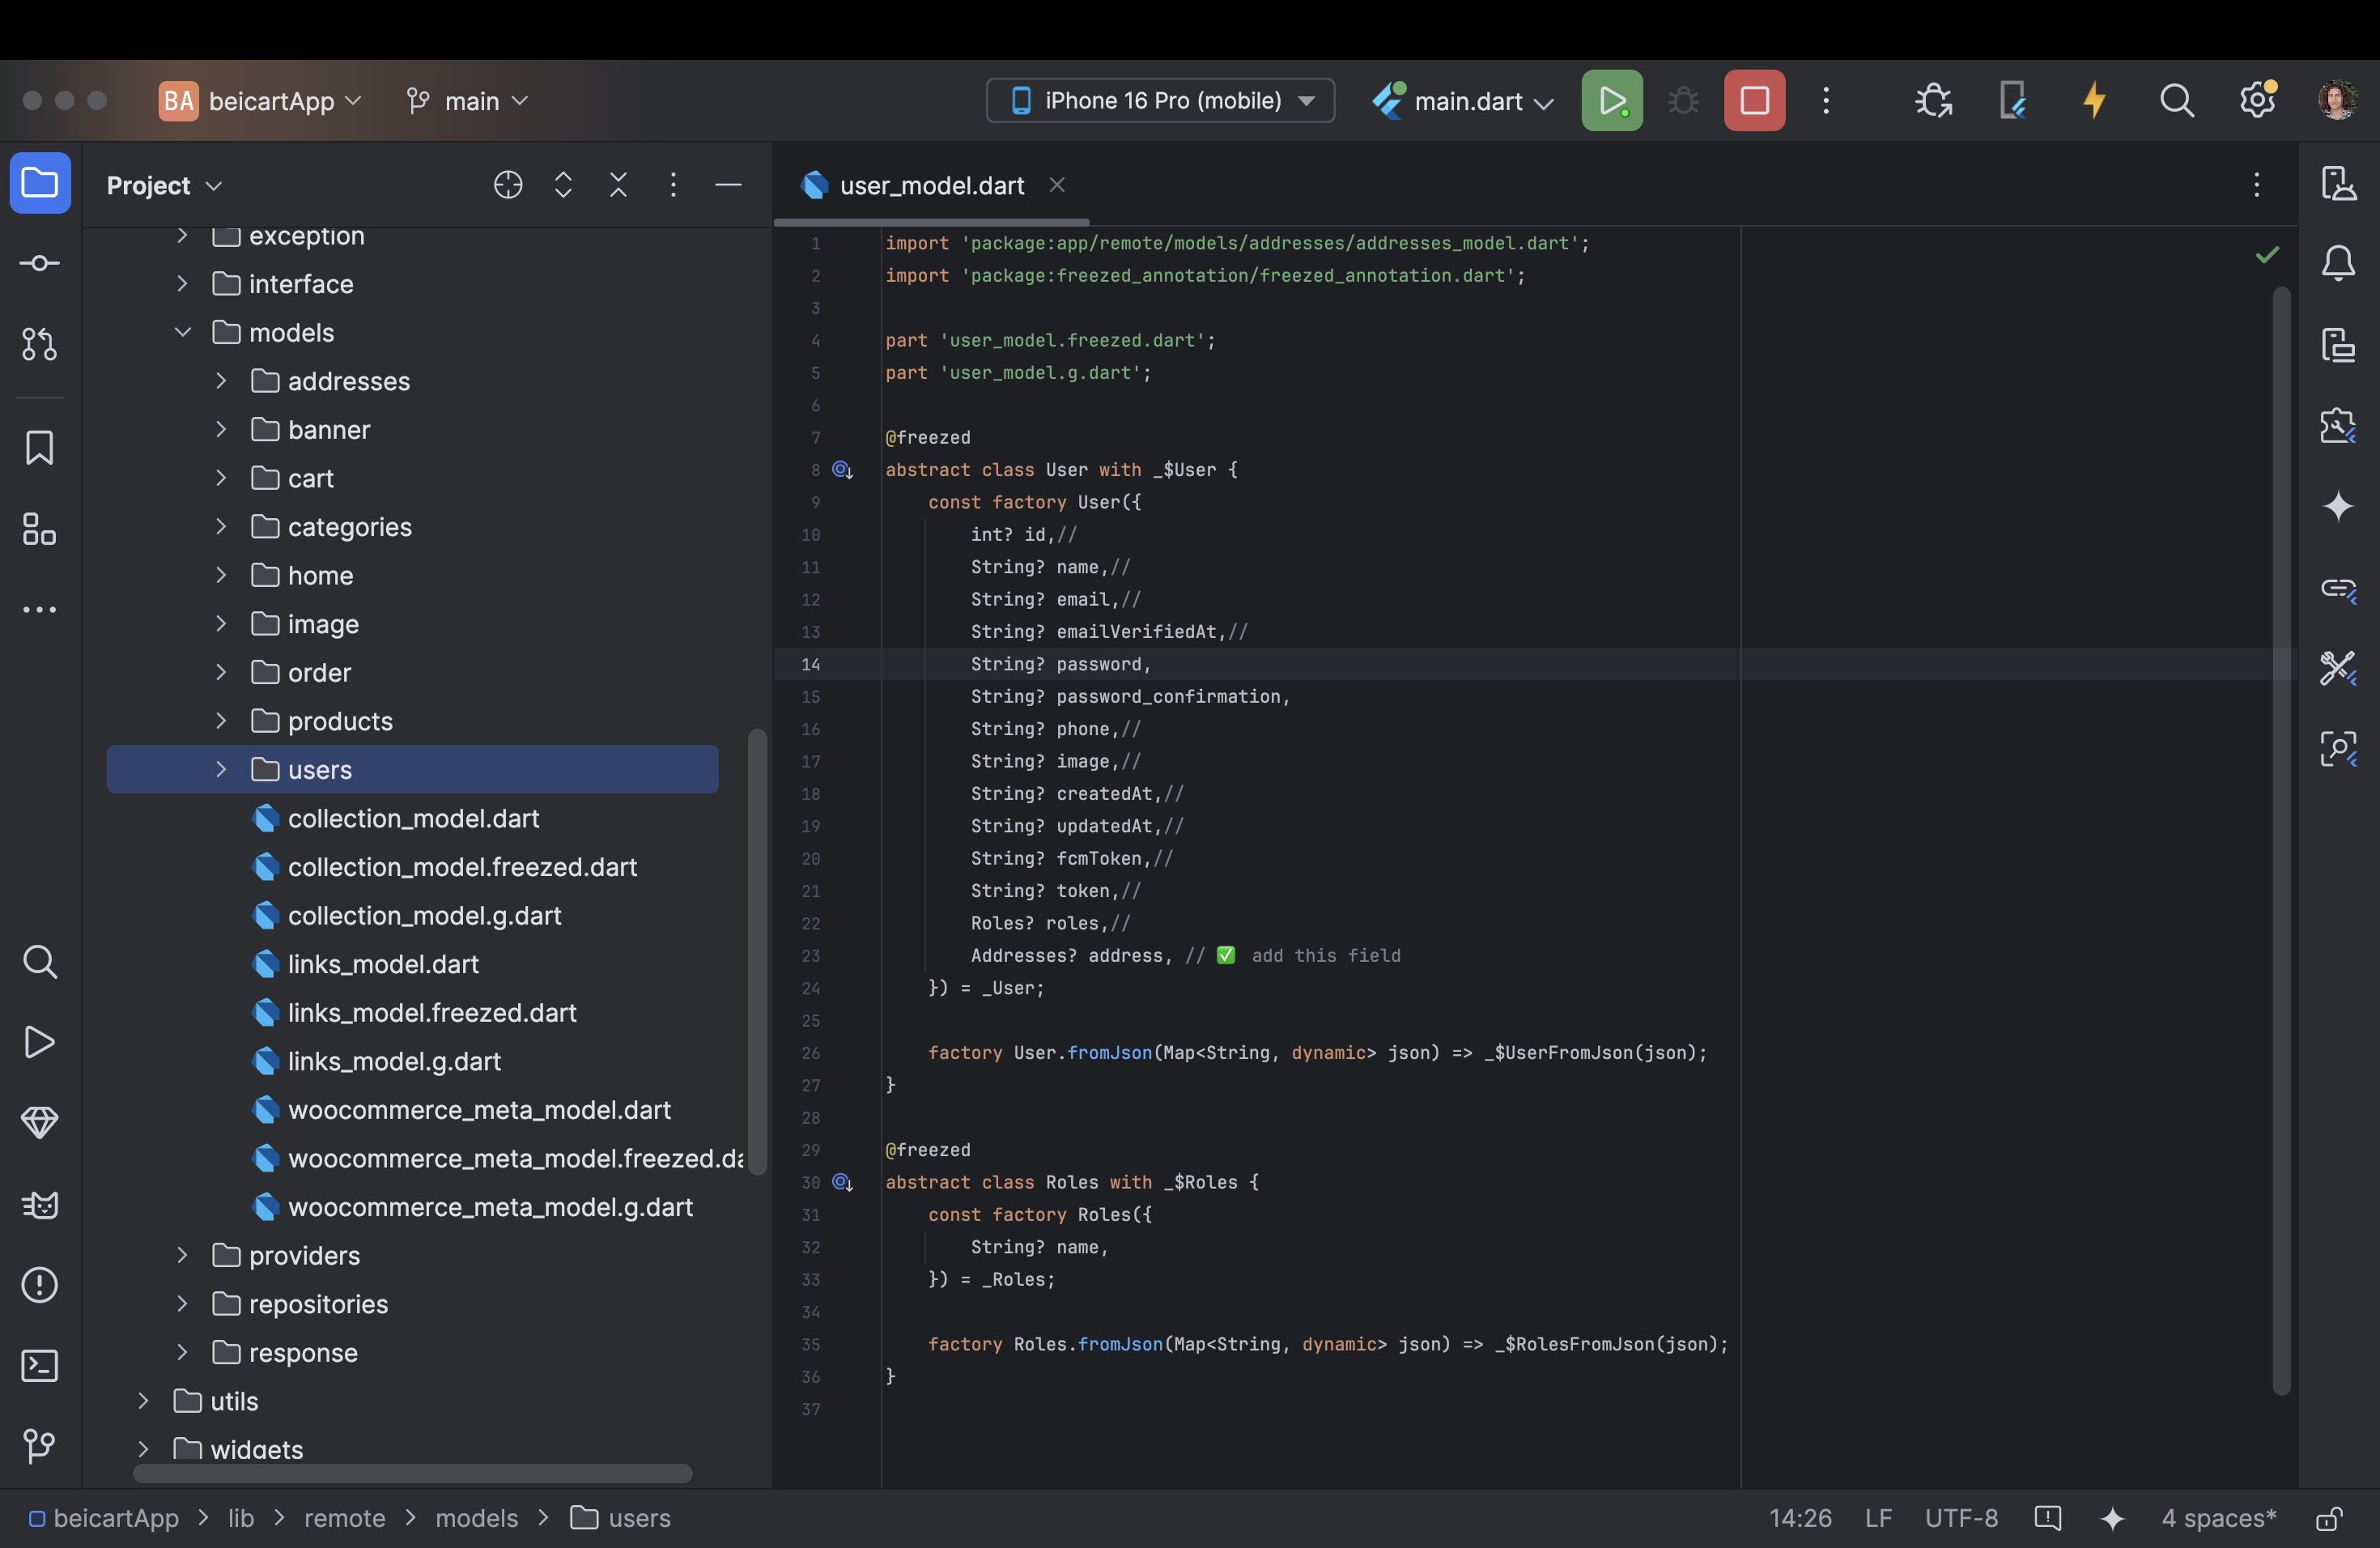 BA beicartApp
main
iPhone 16 Pro (mobile)
main.dart
Project
exception
interface
models
addresses
banner
cart
categories
home
image
order
products
users
collection_model.dart
collection_model.freezed.dart
collection_model.g.dart
links_model.dart
links_model.freezed.dart
links_model.g.dart
woocommerce_meta_model.dart
woocommerce_meta_model.freezed.da
woocommerce_meta_model.g.dart
providers
repositories
response
utils
widgets
user_model.dart
1 import 'package:app/remote/models/addresses/addresses_model.dart';
2 import 'package:freezed_annotation/freezed_annotation.dart';
3
4 part 'user_model.freezed.dart';
5 part 'user_model.g.dart';
6
7 @freezed
8 abstract class User with _$User {
9 const factory User({
10 int? id,//
11 String? name,//
12 String? email,//
13 String? emailVerifiedAt,//
14 String? password,
15 String? password_confirmation,
16 String? phone,//
17 String? image,//
18 String? createdAt,//
19 String? updatedAt,//
20 String? fcmToken,//
21 String? token,//
22 Roles? roles,//
23 Addresses? address, // ✅ add this field
24 }) = _User;
25
26 factory User.fromJson(Map<String, dynamic> json) => _$UserFromJson(json);
27 }
28
29 @freezed
30 abstract class Roles with _$Roles {
31 const factory Roles({
32 String? name,
33 }) = _Roles;
34
35 factory Roles.fromJson(Map<String, dynamic> json) => _$RolesFromJson(json);
36 }
37
beicartApp > lib > remote > models > users
14:26 LF UTF-8 4 spaces*